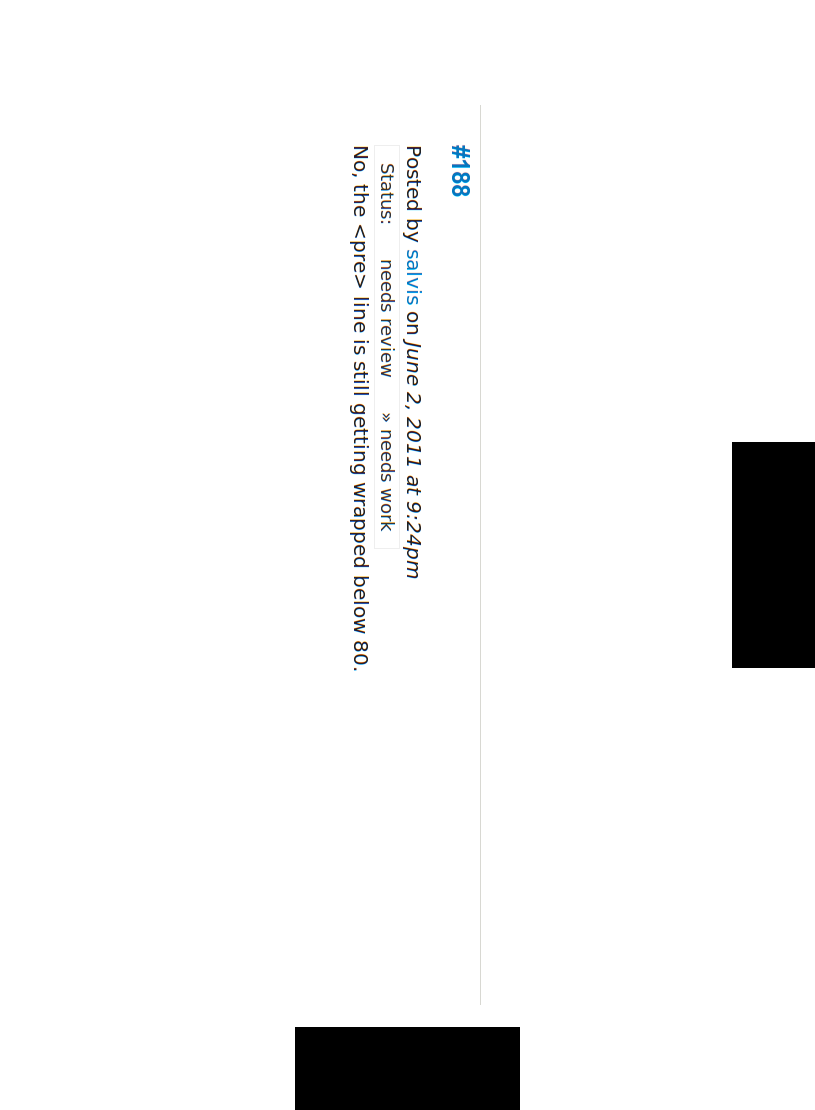 #188
Posted by salvis on June 2, 2011 at 9:24pm
Status: needs review » needs work
No, the <pre> line is still getting wrapped below 80.